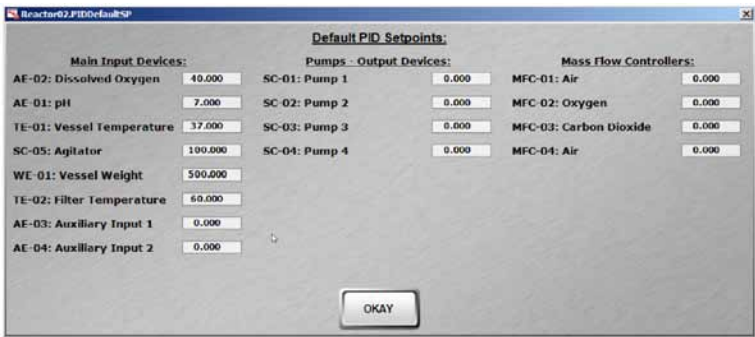 Reactor02.PIDDefaultSP
Default PID Setpoints:
Main Input Devices: Pumps - Output Devices: Mass Flow Controllers:
AE-02: Dissolved Oxygen 40.000 SC-01: Pump 1 0.000 MFC-01: Air 0.000
AE-01: pH 7.000 SC-02: Pump 2 0.000 MFC-02: Oxygen 0.000
TE-01: Vessel Temperature 37.000 SC-03: Pump 3 0.000 MFC-03: Carbon Dioxide 0.000
SC-05: Agitator 100.000 SC-04: Pump 4 0.000 MFC-04: Air 0.000
WE-01: Vessel Weight 500.000
TE-02: Filter Temperature 60.000
AE-03: Auxiliary Input 1 0.000
AE-04: Auxiliary Input 2 0.000
OKAY